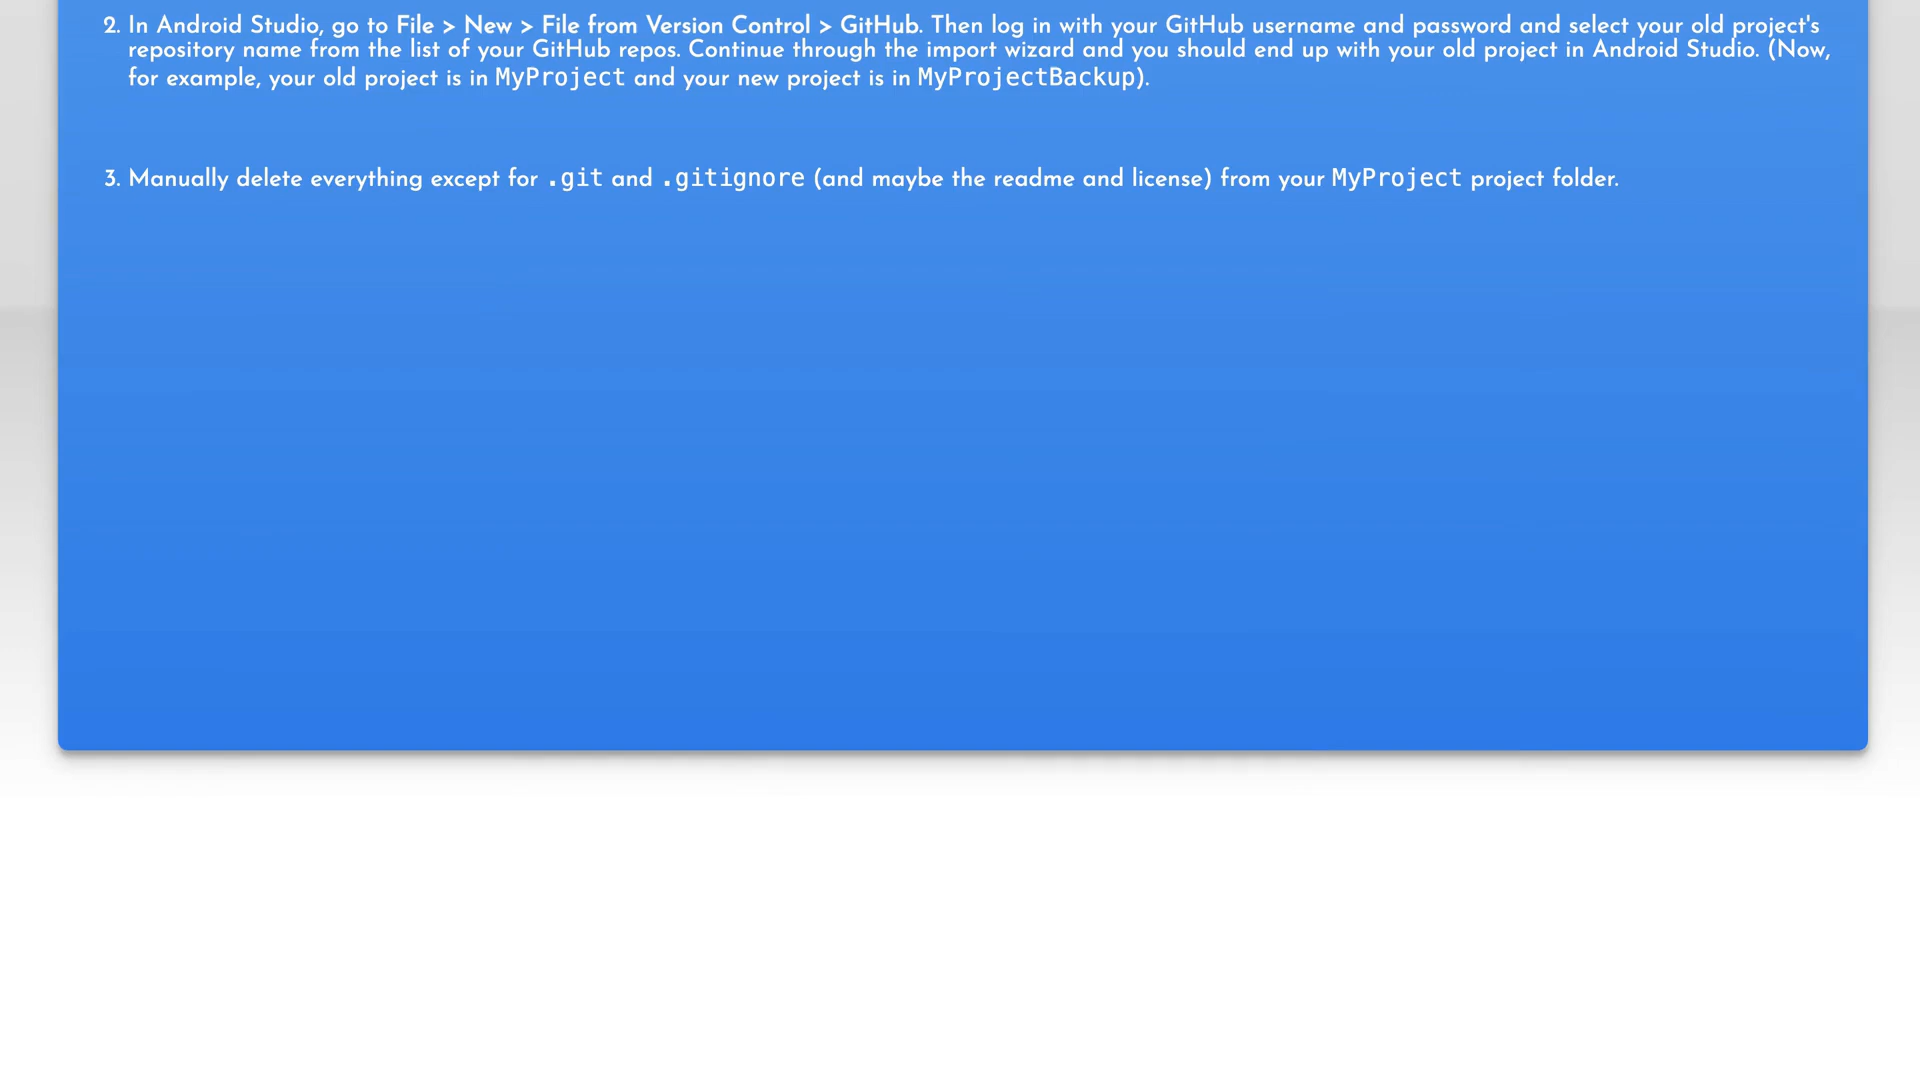 2. In Android Studio, go to File > New > File from Version Control > GitHub. Then log in with your GitHub username and password and select your old project's
repository name from the list of your GitHub repos. Continue through the import wizard and you should end up with your old project in Android Studio. (Now,
for example, your old project is in MyProject and your new project is in MyProjectBackup).
3. Manually delete everything except for .git and .gitignore (and maybe the readme and license) from your MyProject project folder.